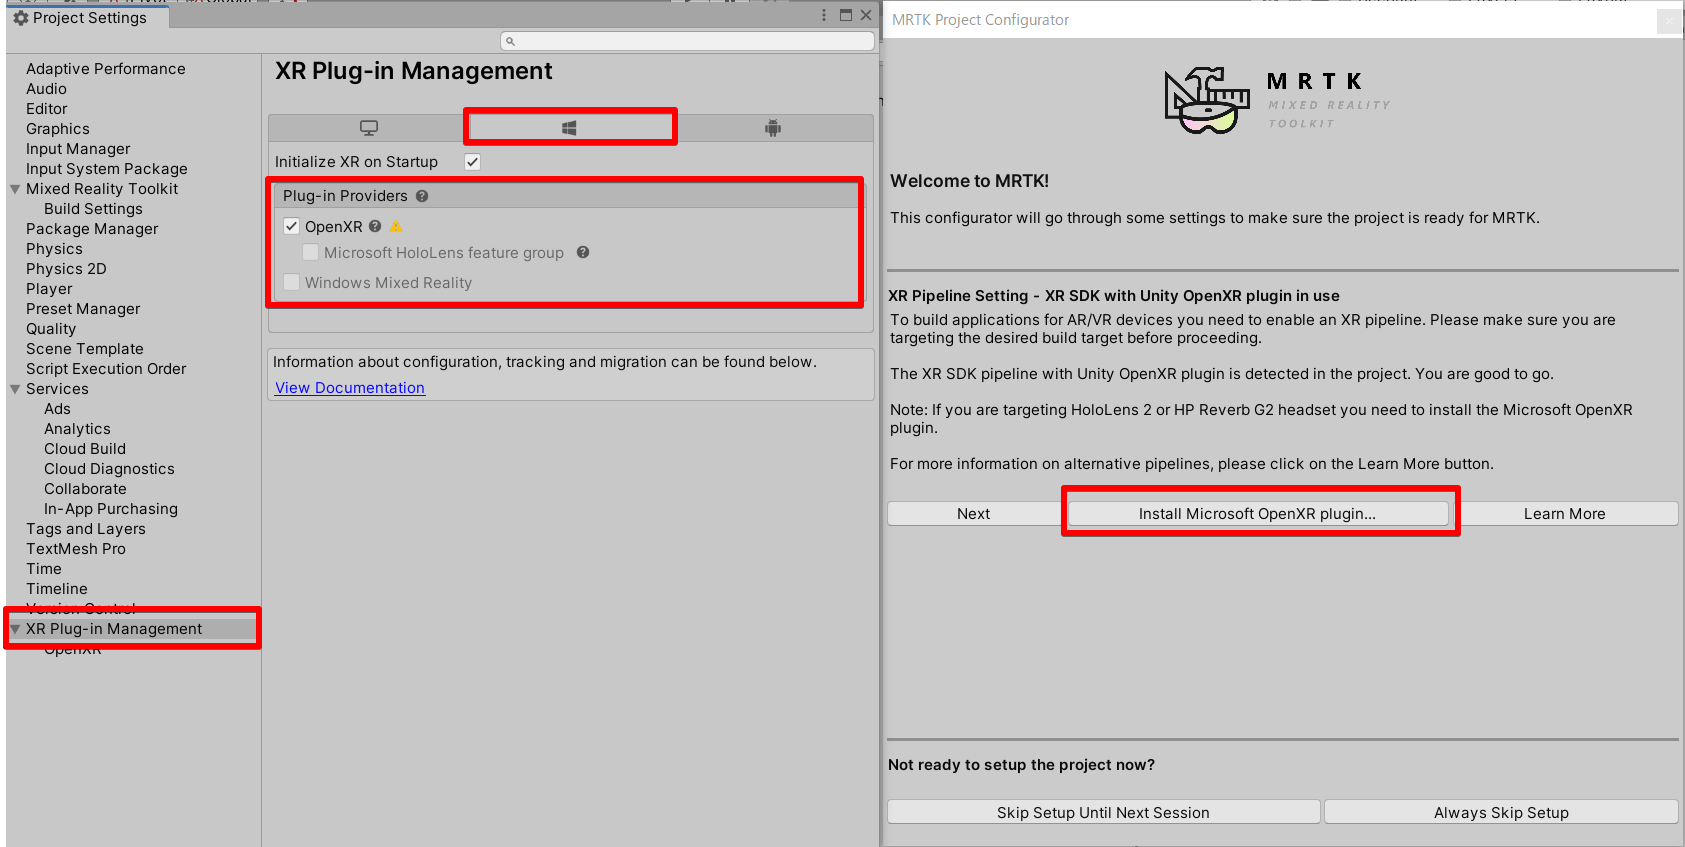 Project Settings
XR Plug-in Management
Adaptive Performance
Audio
Editor
Graphics
Input Manager
Input System Package
Mixed Reality Toolkit
Build Settings
Package Manager
Physics
Physics 2D
Player
Preset Manager
Quality
Scene Template
Script Execution Order
Services
Ads
Analytics
Cloud Build
Cloud Diagnostics
Collaborate
In-App Purchasing
Tags and Layers
TextMesh Pro
Time
Timeline
Version Control
XR Plug-in Management
OpenXR
Initialize XR on Startup
Plug-in Providers
OpenXR
Microsoft HoloLens feature group
Windows Mixed Reality
Information about configuration, tracking and migration can be found below.
View Documentation
MRTK Project Configurator
MRTK
MIXED REALITY
TOOLKIT
Welcome to MRTK!
This configurator will go through some settings to make sure the project is ready for MRTK.
XR Pipeline Setting - XR SDK with Unity OpenXR plugin in use
To build applications for AR/VR devices you need to enable an XR pipeline. Please make sure you are
targeting the desired build target before proceeding.
The XR SDK pipeline with Unity OpenXR plugin is detected in the project. You are good to go.
Note: If you are targeting HoloLens 2 or HP Reverb G2 headset you need to install the Microsoft OpenXR
plugin.
For more information on alternative pipelines, please click on the Learn More button.
Next
Install Microsoft OpenXR plugin...
Learn More
Not ready to setup the project now?
Skip Setup Until Next Session
Always Skip Setup